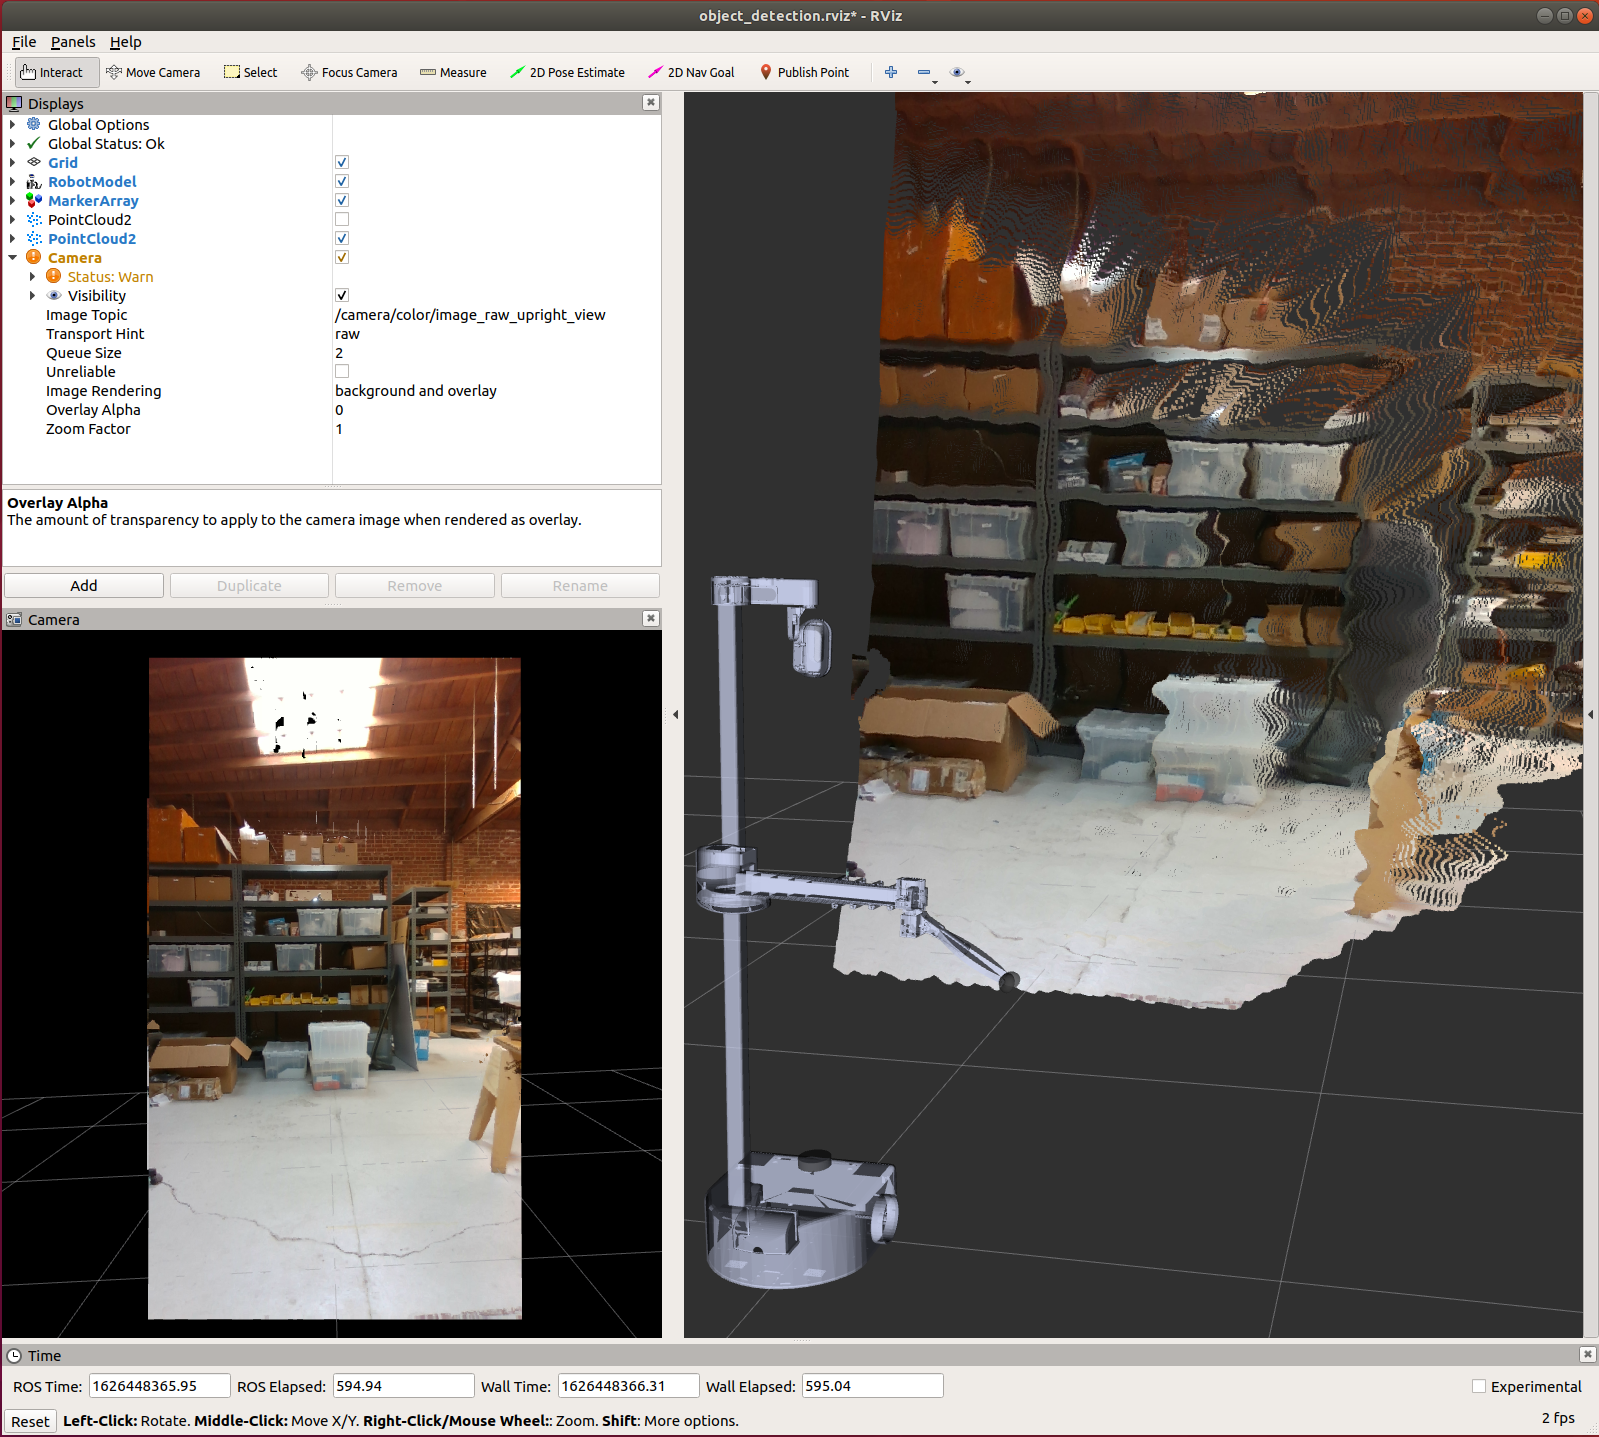 object_detection.rviz* - RViz
File Panels Help
Interact Move Camera Select Focus Camera Measure 2D Pose Estimate 2D Nav Goal Publish Point
Displays
Global Options
Global Status: Ok
Grid
RobotModel
MarkerArray
PointCloud2
PointCloud2
Camera
Status: Warn
Visibility
Image Topic /camera/color/image_raw_upright_view
Transport Hint raw
Queue Size 2
Unreliable
Image Rendering background and overlay
Overlay Alpha 0
Zoom Factor 1
Overlay Alpha
The amount of transparency to apply to the camera image when rendered as overlay.
Add Duplicate Remove Rename
Camera
Time
ROS Time: 1626448365.95 ROS Elapsed: 594.94 Wall Time: 1626448366.31 Wall Elapsed: 595.04 Experimental
Reset Left-Click: Rotate. Middle-Click: Move X/Y. Right-Click/Mouse Wheel:: Zoom. Shift: More options. 2 fps